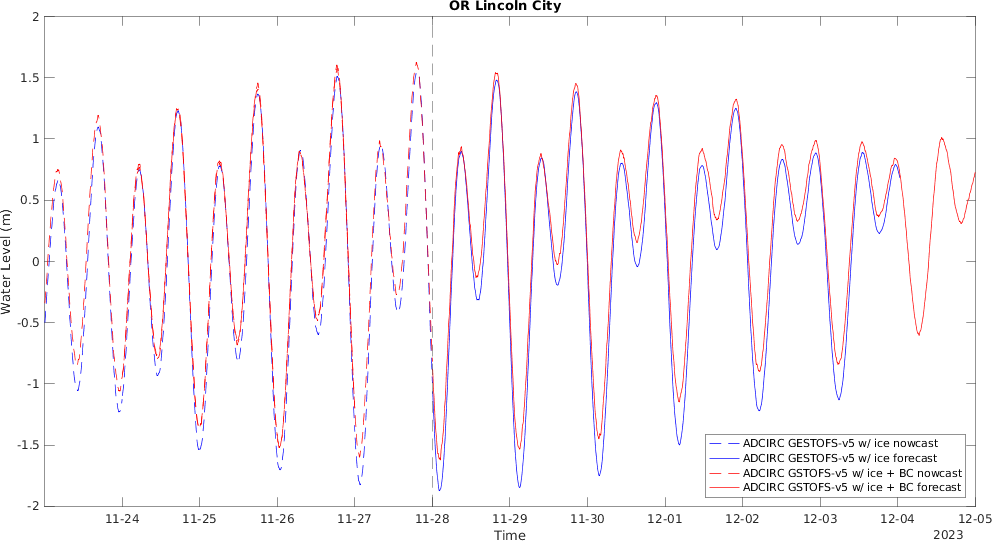 OR Lincoln City
2
1.5
1
0.5
0
-0.5
-1
-1.5
-2
Water Level (m)
ADCIRC GESTOFS-v5 w/ ice nowcast
ADCIRC GESTOFS-v5 w/ ice forecast
ADCIRC GSTOFS-v5 w/ ice + BC nowcast
ADCIRC GSTOFS-v5 w/ ice + BC forecast
11-24 11-25 11-26 11-27 11-28 11-29 11-30 12-01 12-02 12-03 12-04 12-05
Time
2023